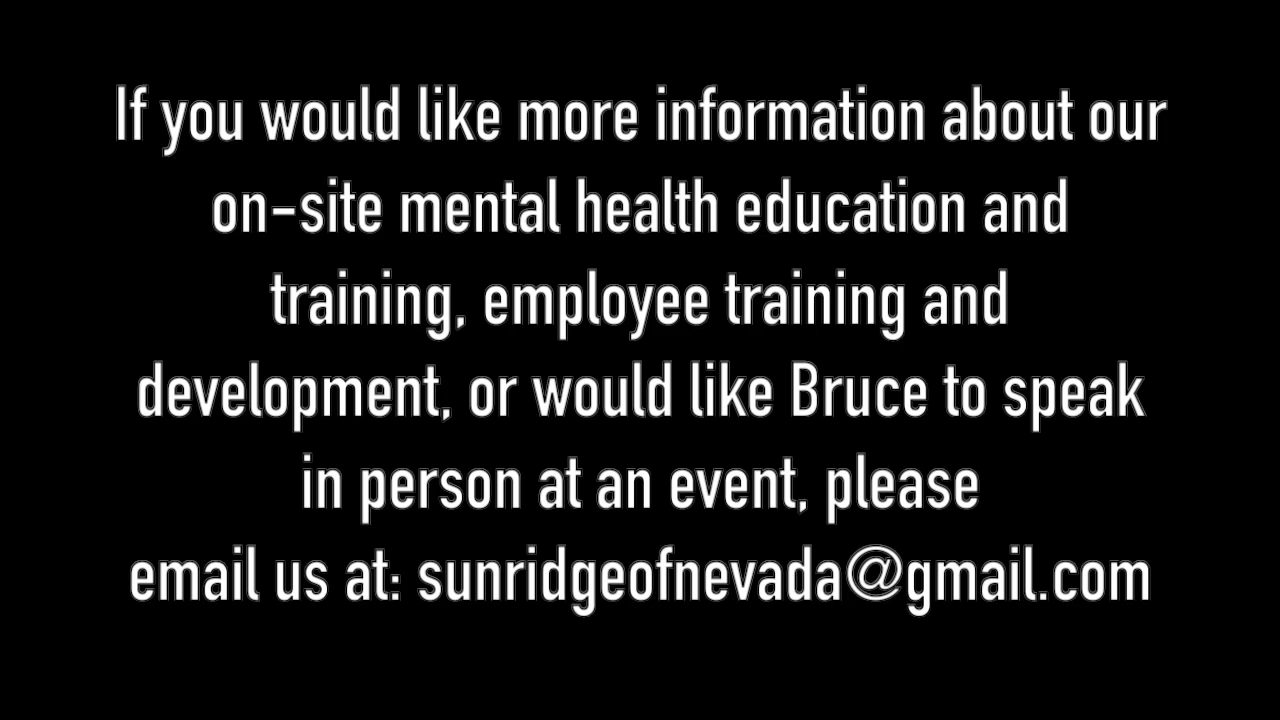 If you would like more information about our
on-site mental health education and
training, employee training and
development, or would like Bruce to speak
in person at an event, please
email us at: sunridgeofnevada@gmail.com